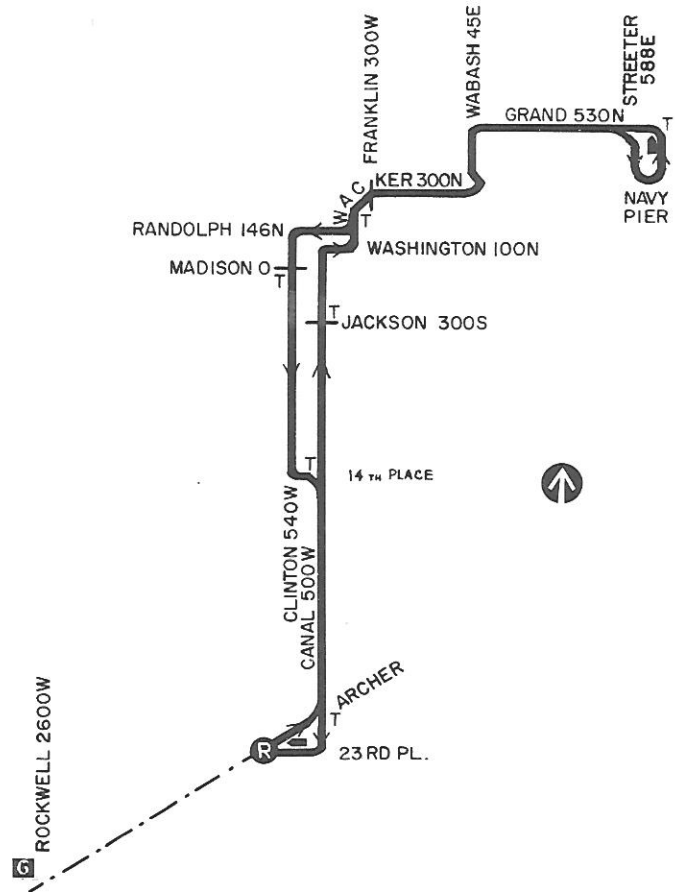 FRANKLIN 300W
WABASH 45E
STREETER
588E
GRAND 530N
T
NAVY
PIER
WAC
KER 300N
T
RANDOLPH 146N
WASHINGTON 100N
MADISON 0
T
T
JACKSON 300S
T
14TH PLACE
CLINTON 540W
CANAL 500W
ARCHER
T
R
23RD PL.
ROCKWELL 2600W
G